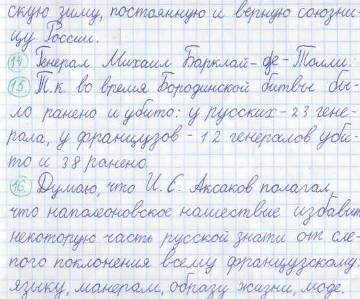 скую зиму, постоянную и верную союзни-
цу России.
14. Генерал Михаил Барклай-де-Толли.
15. Т.к. во время Бородинской битвы бы-
ло ранено и убито: у русских - 23 гене-
рала, у французов - 12 генералов уби-
то и 38 ранено.
16. Думаю, что И.С. Аксаков полагал,
что наполеоновское нашествие избавит
некоторую часть русской знати от сле-
пого поклонения всему французскому:
языку, манерам, образу жизни, моде.